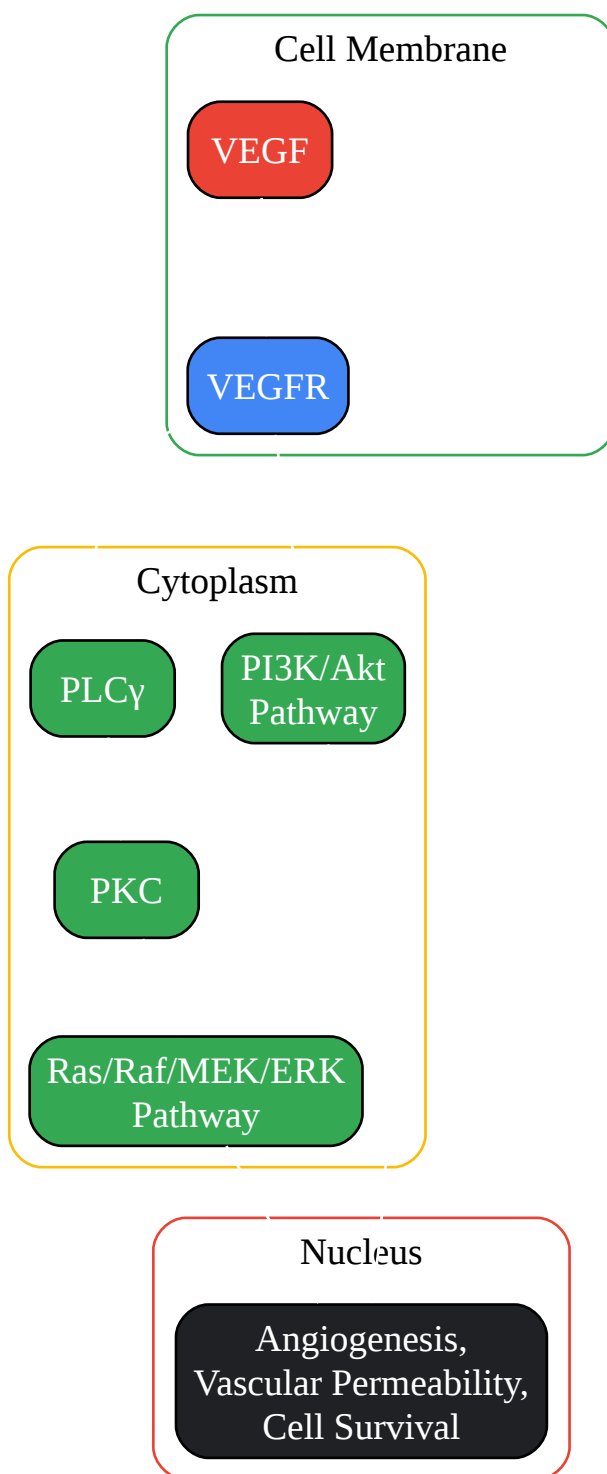 Cell Membrane
VEGF
VEGFR
Cytoplasm
PLCγ
PI3K/Akt
Pathway
PKC
Ras/Raf/MEK/ERK
Pathway
Nucleus
Angiogenesis,
Vascular Permeability,
Cell Survival